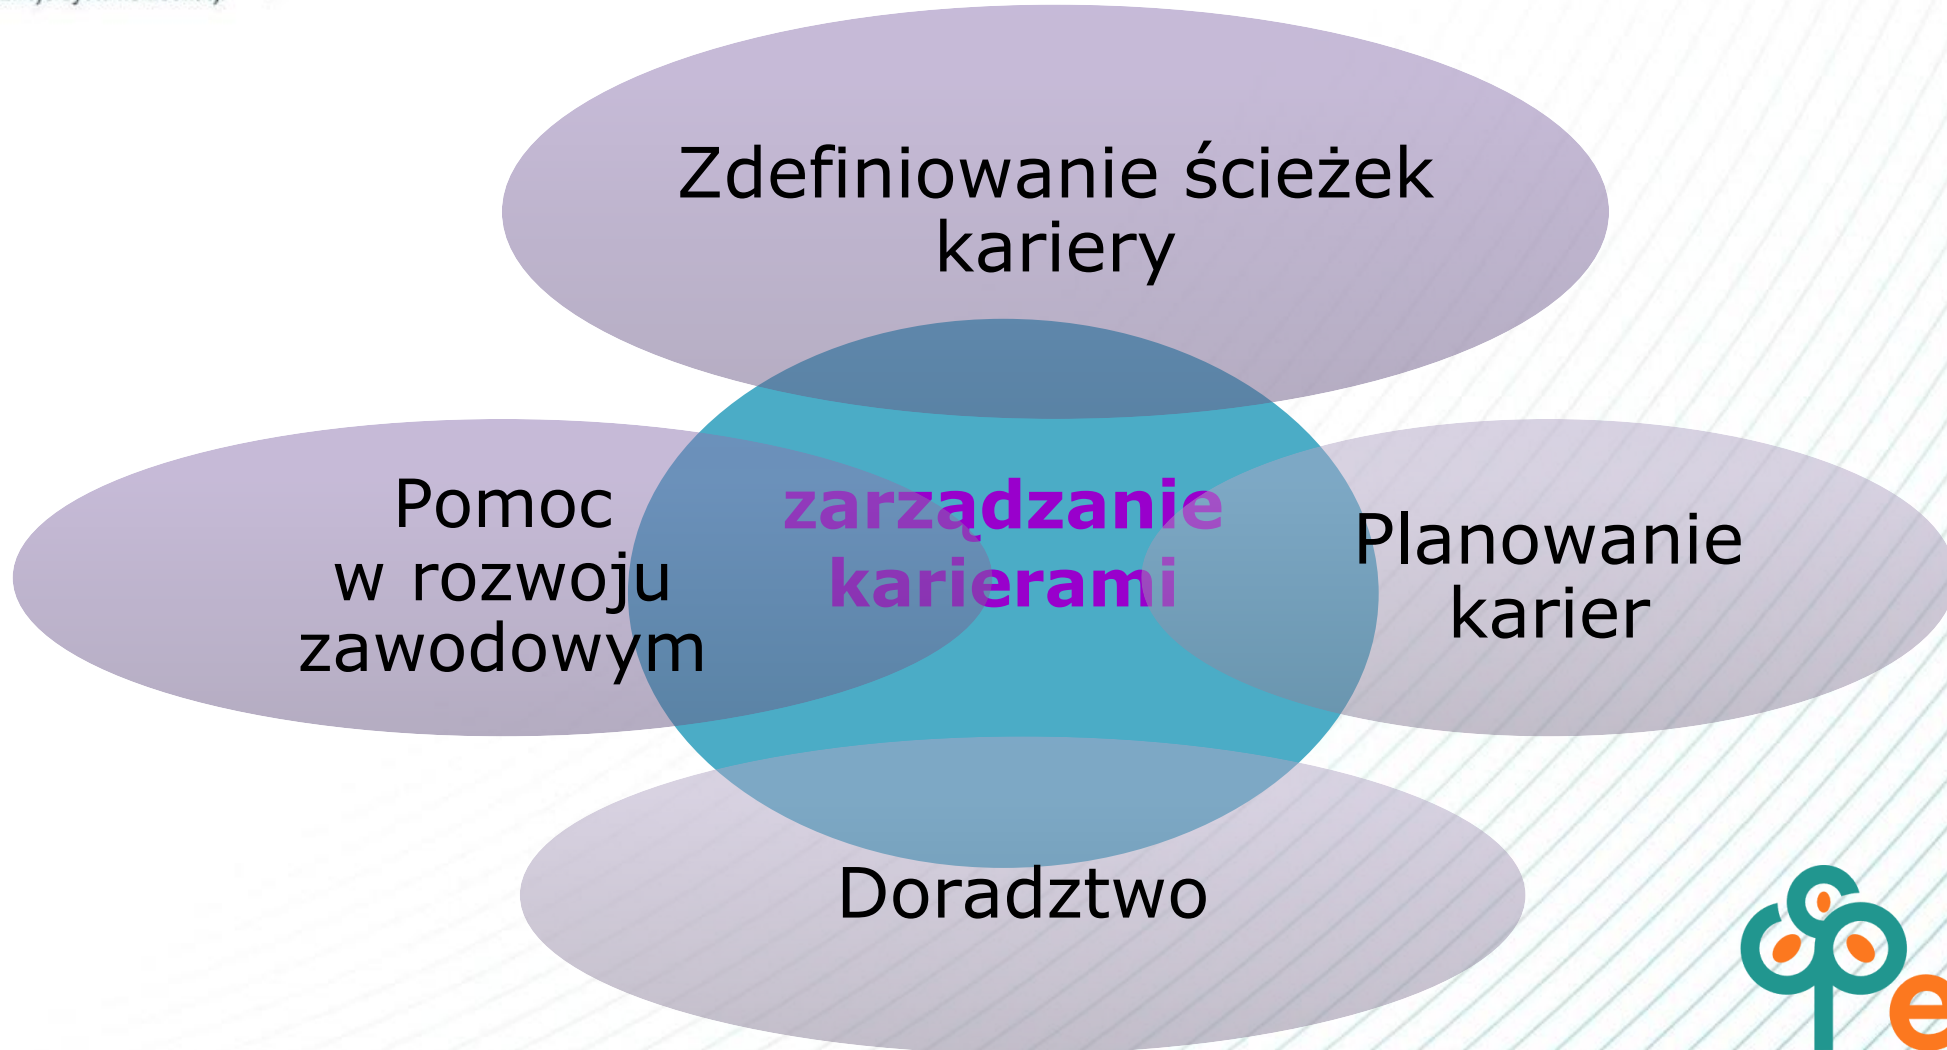 Zdefiniowanie ścieżek
kariery
Pomoc
w rozwoju
zawodowym
zarządzanie
karierami
Planowanie
karier
Doradztwo
e